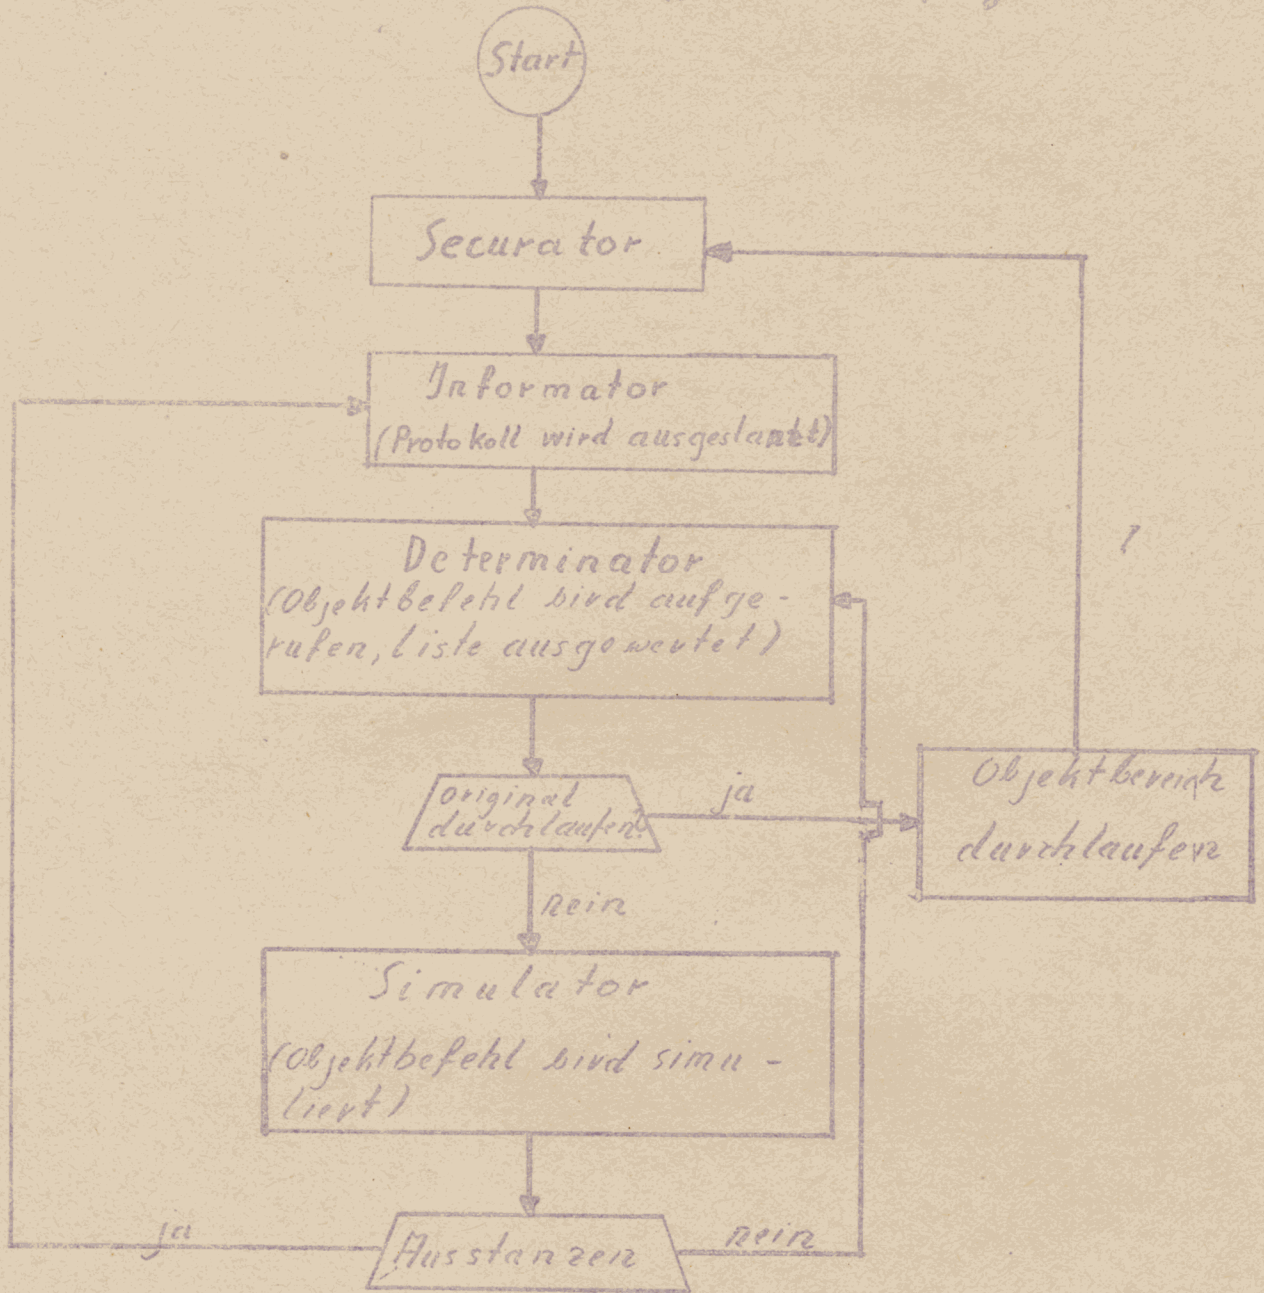 Start
Securator
Informator
(Protokoll wird ausgestanzt)
Determinator
(Objektbefehl wird aufge-
rufen, liste ausgewertet)
original
durchlaufen?
ja
Objektbereich
durchlaufen
nein
Simulator
(Objektbefehl wird simu-
liert)
ja
Ausstanzen
nein